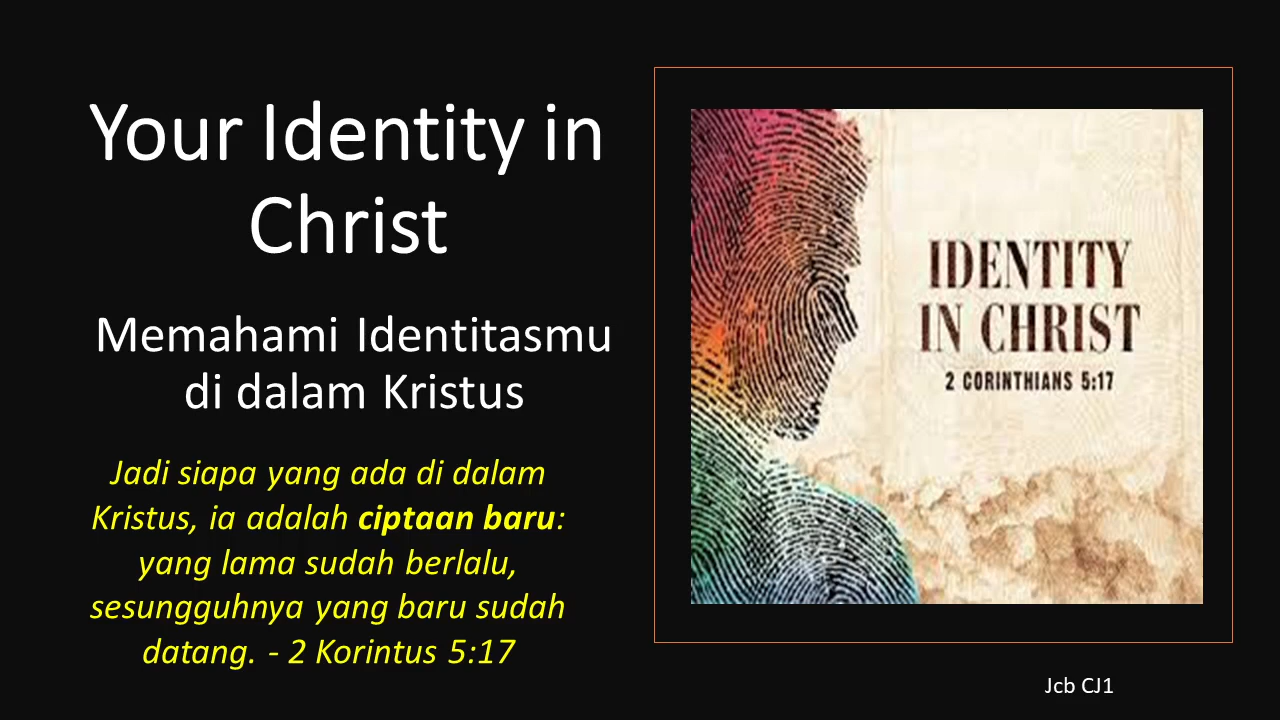 Your Identity in
Christ
Memahami Identitasmu
di dalam Kristus
Jadi siapa yang ada di dalam
Kristus, ia adalah ciptaan baru:
yang lama sudah berlalu,
sesungguhnya yang baru sudah
datang. - 2 Korintus 5:17
IDENTITY
IN CHRIST
2 CORINTHIANS 5:17
Jcb CJ1